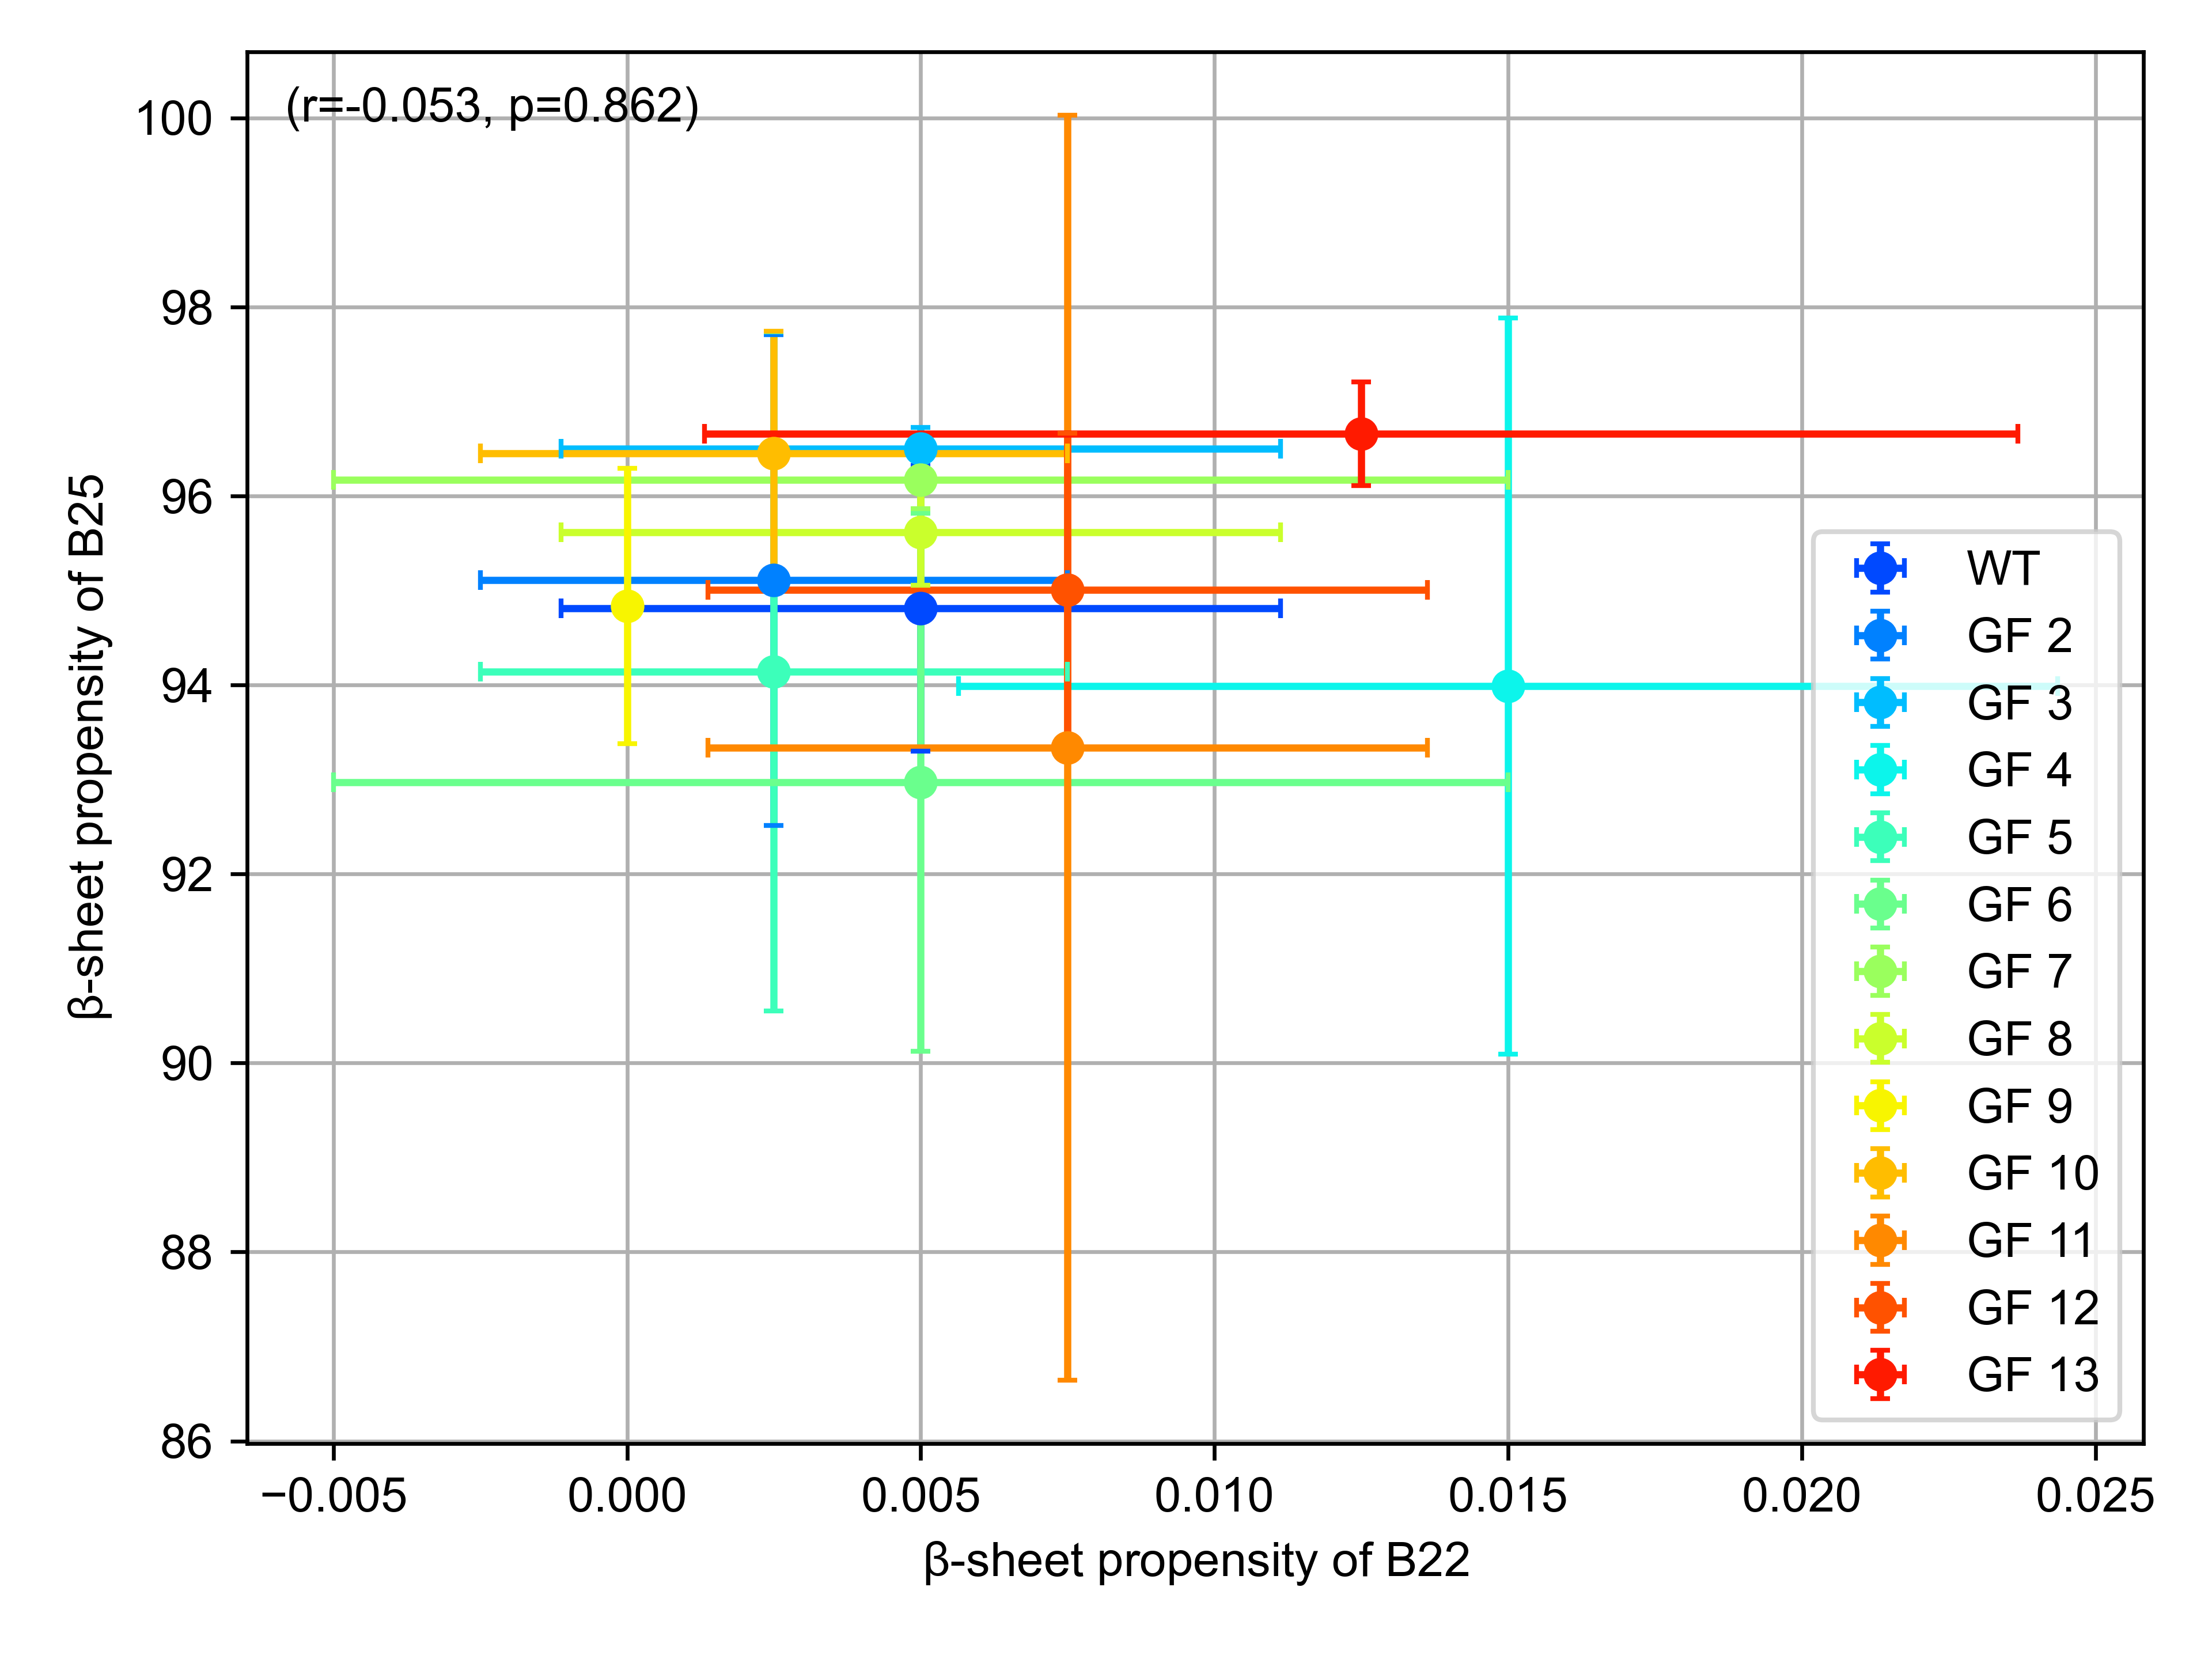 (r=-0.053, p=0.862)
100
98
96
94
92
90
88
86
β-sheet propensity of B25
−0.005
0.000
0.005
0.010
0.015
0.020
0.025
β-sheet propensity of B22
WT
GF 2
GF 3
GF 4
GF 5
GF 6
GF 7
GF 8
GF 9
GF 10
GF 11
GF 12
GF 13